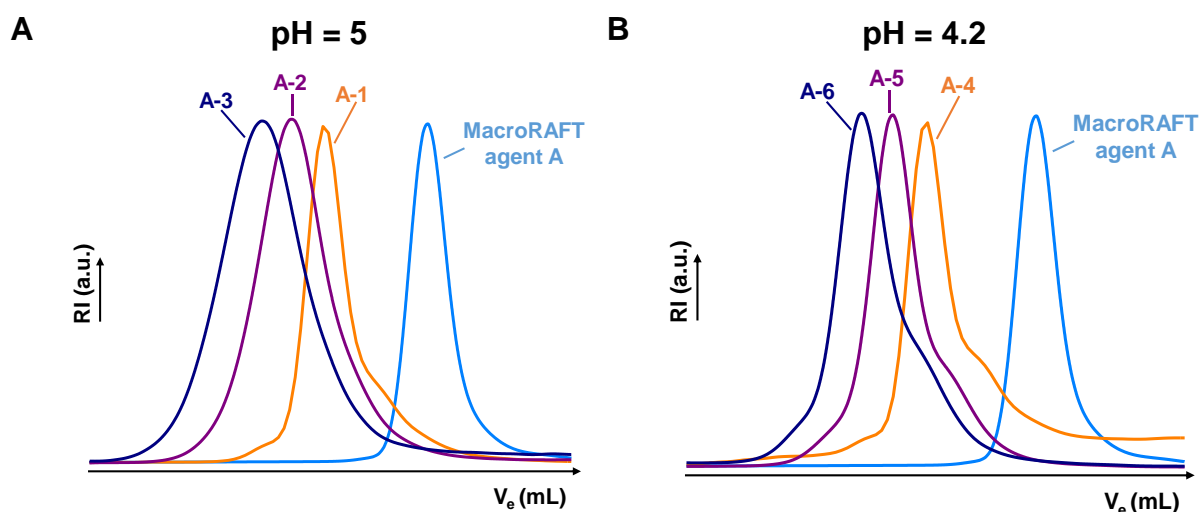 A
pH = 5
A-3
A-2
A-1
MacroRAFT
agent A
RI (a.u.)
Vₑ (mL)
B
pH = 4.2
A-6
A-5
A-4
MacroRAFT
agent A
RI (a.u.)
Vₑ (mL)